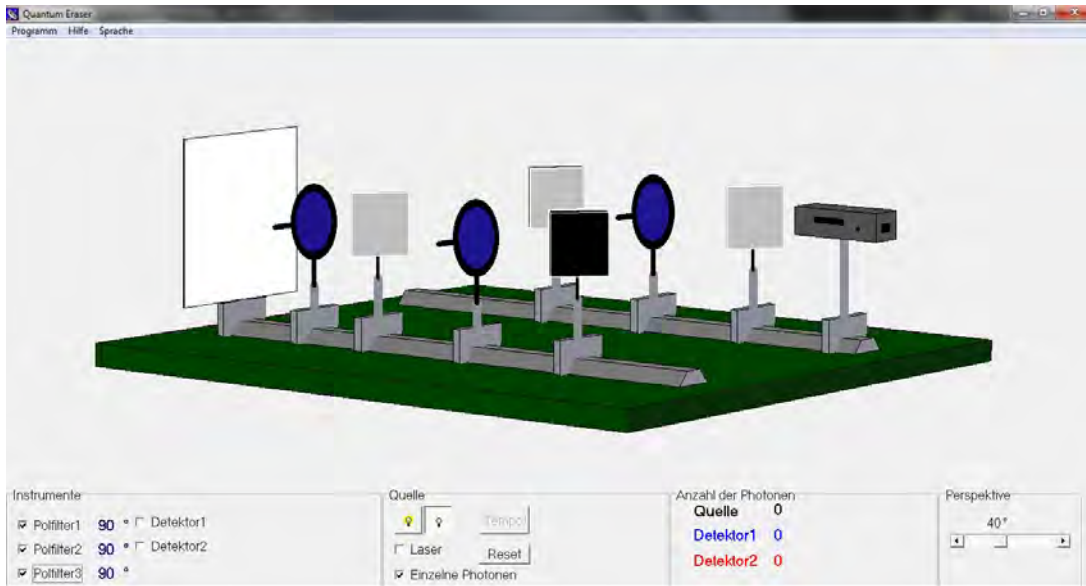 Quantum Eraser
Programm Hilfe Sprache
Instrumente
Polfilter1 90 ° Detektor1
Polfilter2 90 ° Detektor2
Polfilter3 90 °
Quelle
Tempo!
Laser
Reset
Einzelne Photonen
Anzahl der Photonen
Quelle 0
Detektor1 0
Detektor2 0
Perspektive
40°